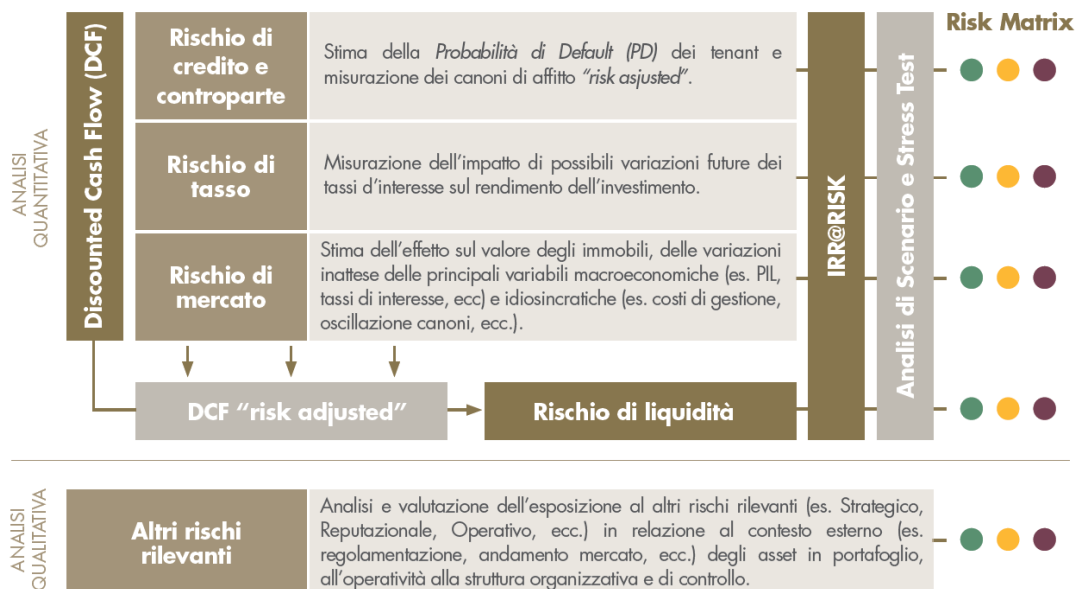 Risk Matrix
ANALISI
QUANTITATIVA
Discounted Cash Flow (DCF)
Rischio di
credito e
controparte
Stima della Probabilità di Default (PD) dei tenant e
misurazione dei canoni di affitto “risk asjusted”.
Rischio di
tasso
Misurazione dell’impatto di possibili variazioni future dei
tassi d’interesse sul rendimento dell’investimento.
Rischio di
mercato
Stima dell’effetto sul valore degli immobili, delle variazioni
inattese delle principali variabili macroeconomiche (es. PIL,
tassi di interesse, ecc) e idiosincratiche (es. costi di gestione,
oscillazione canoni, ecc.).
IRR@RISK
Analisi di Scenario e Stress Test
DCF “risk adjusted”
Rischio di liquidità
ANALISI
QUALITATIVA
Altri rischi
rilevanti
Analisi e valutazione dell’esposizione al altri rischi rilevanti (es. Strategico,
Reputazionale, Operativo, ecc.) in relazione al contesto esterno (es.
regolamentazione, andamento mercato, ecc.) degli asset in portafoglio,
all’operatività alla struttura organizzativa e di controllo.